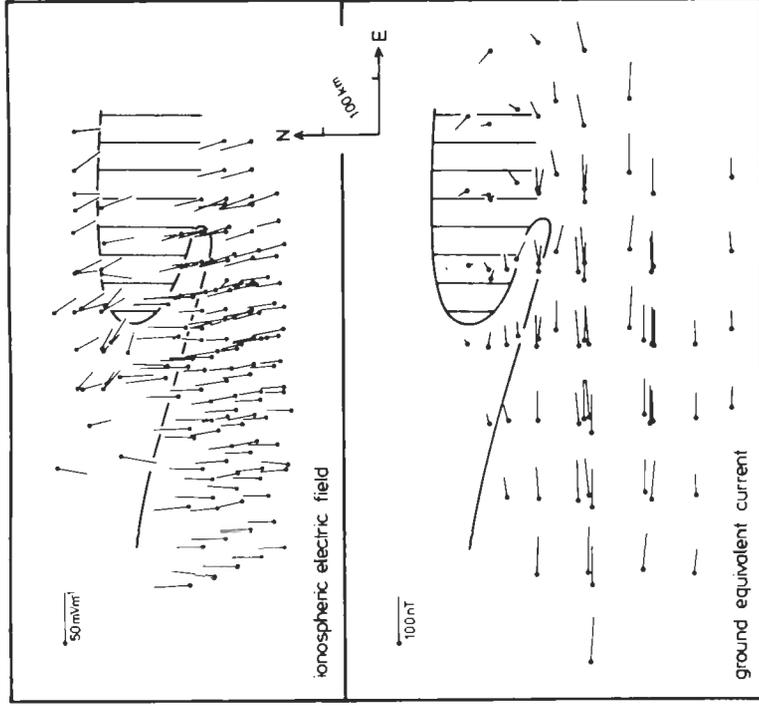 N
E
100 km
50 mVm⁻¹
ionospheric electric field
100 nT
ground equivalent current